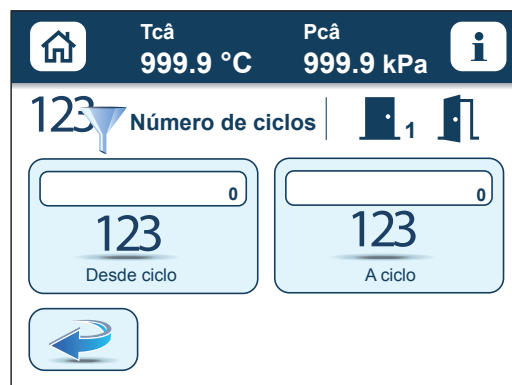 Tcâ Pcâ
999.9 °C 999.9 kPa i
123 Número de ciclos 1
0 0
123 123
Desde ciclo A ciclo